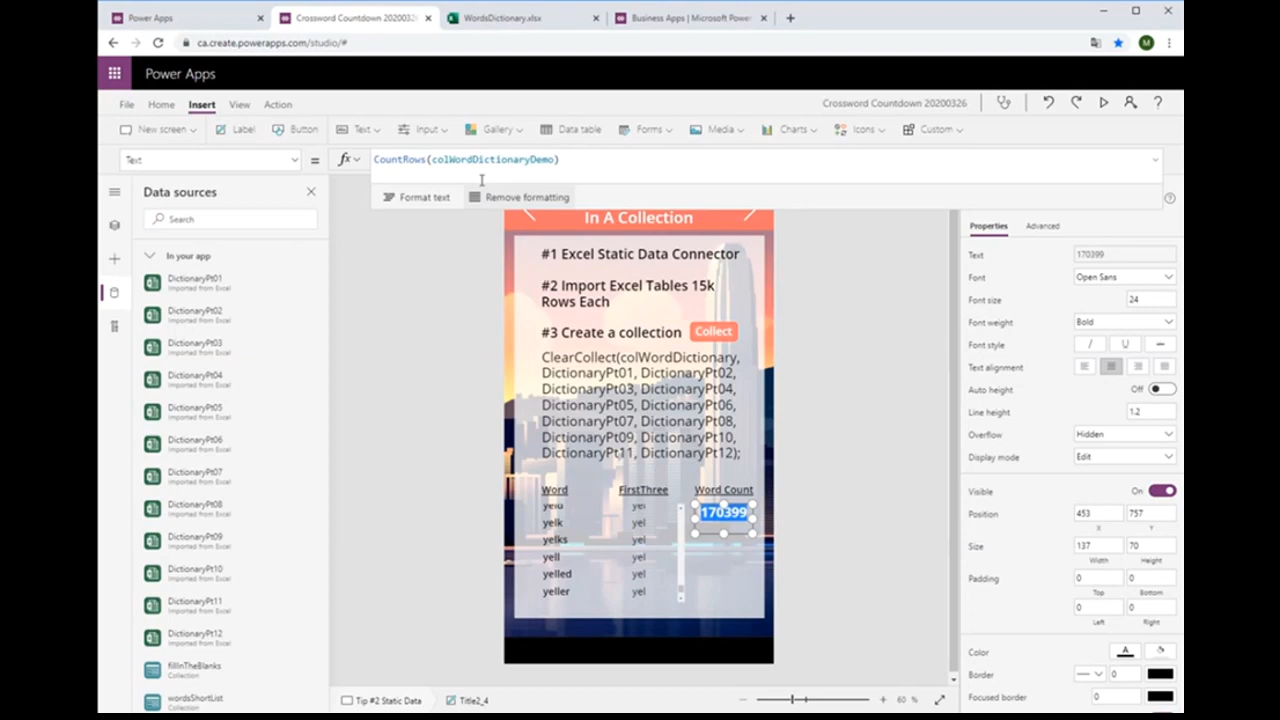 Power Apps
Crossword Countdown 20200326
WordsDictionary.xlsx
Business Apps | Microsoft Power
ca.create.powerapps.com/studio/#
M
Power Apps
File Home Insert View Action
Crossword Countdown 20200326
New screen Label Button Text Input Gallery Data table Forms Media Charts Icons Custom
Text = fx CountRows(colWordDictionaryDemo)
Format text Remove formatting
Data sources
Search
In your app
DictionaryPt01
Imported from Excel
DictionaryPt02
Imported from Excel
DictionaryPt03
Imported from Excel
DictionaryPt04
Imported from Excel
DictionaryPt05
Imported from Excel
DictionaryPt06
Imported from Excel
DictionaryPt07
Imported from Excel
DictionaryPt08
Imported from Excel
DictionaryPt09
Imported from Excel
DictionaryPt10
Imported from Excel
DictionaryPt11
Imported from Excel
DictionaryPt12
Imported from Excel
fillInTheBlanks
Collection
wordsShortList
Collection
In A Collection
#1 Excel Static Data Connector
#2 Import Excel Tables 15k
Rows Each
#3 Create a collection Collect
ClearCollect(colWordDictionary,
DictionaryPt01, DictionaryPt02,
DictionaryPt03, DictionaryPt04,
DictionaryPt05, DictionaryPt06,
DictionaryPt07, DictionaryPt08,
DictionaryPt09, DictionaryPt10,
DictionaryPt11, DictionaryPt12);
Word FirstThree Word Count
yel
170399
yelk yel
yelks yel
yell yel
yelled yel
yeller yel
Tip #2 Static Data Title2_4
60 %
Properties Advanced
Text 170399
Font Open Sans
Font size 24
Font weight Bold
Font style
Text alignment
Auto height Off
Line height 1.2
Overflow Hidden
Display mode Edit
Visible On
Position 453 757
X Y
Size 137 70
Width Height
Padding 0 0
Top Bottom
0 0
Left Right
Color A
Border 0
Focused border 0